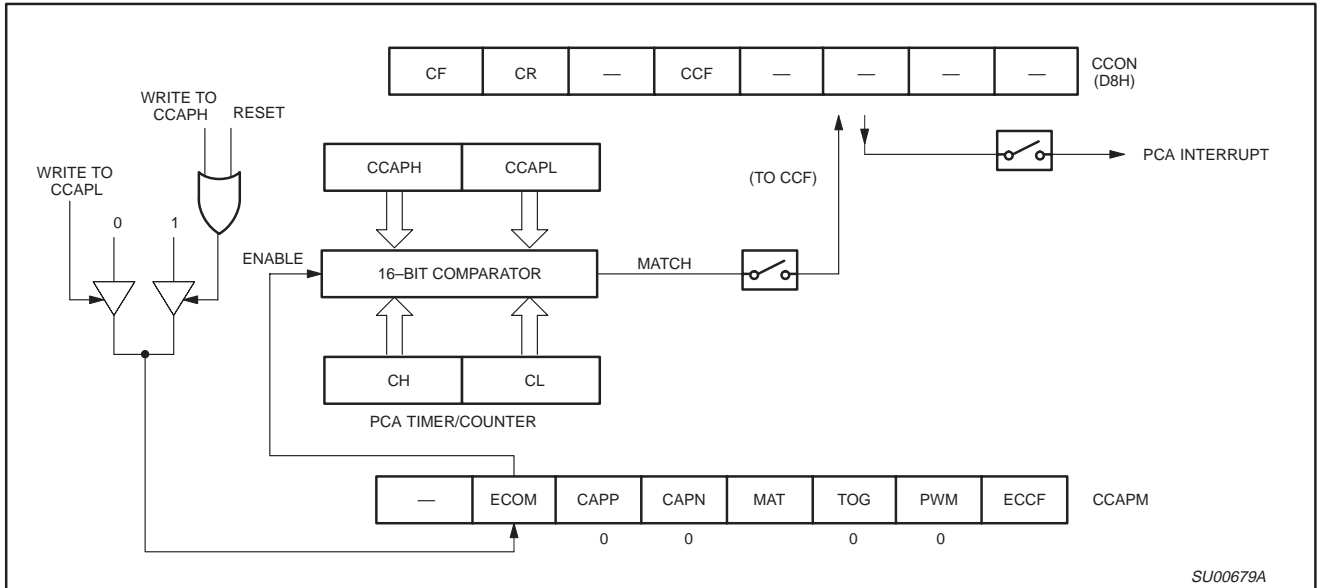 CF CR — CCF — — — — CCON
(D8H)
WRITE TO
CCAPH RESET
CCAPH CCAPL
PCA INTERRUPT
WRITE TO
CCAPL
(TO CCF)
0 1
ENABLE
16–BIT COMPARATOR
MATCH
CH CL
PCA TIMER/COUNTER
— ECOM CAPP CAPN MAT TOG PWM ECCF CCAPM
0 0 0 0
SU00679A